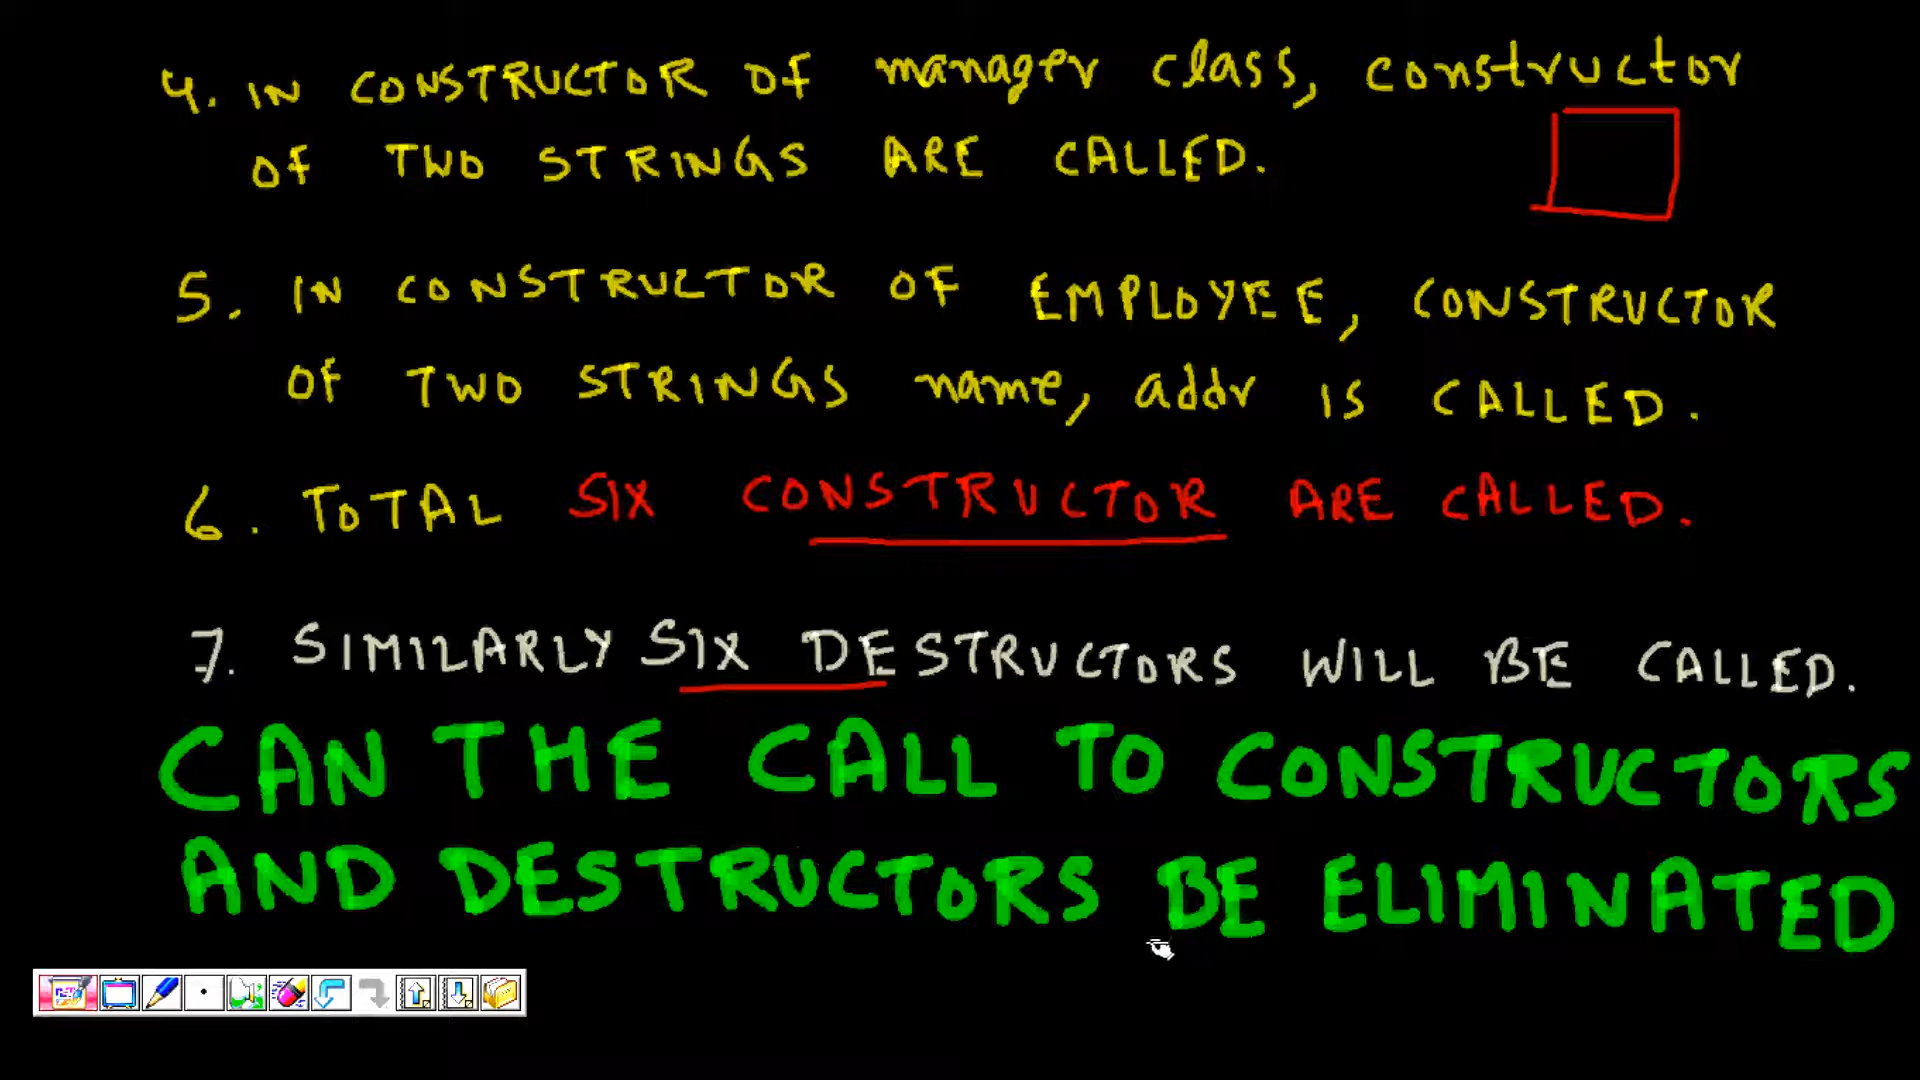 4. IN CONSTRUCTOR OF manager class, constructor
OF TWO STRINGS ARE CALLED.
5. IN CONSTRUCTOR OF EMPLOYEE, CONSTRUCTOR
OF TWO STRINGS name, addr IS CALLED.
6. TOTAL SIX CONSTRUCTOR ARE CALLED.
7. SIMILARLY SIX DESTRUCTORS WILL BE CALLED.
CAN THE CALL TO CONSTRUCTORS
AND DESTRUCTORS BE ELIMINATED